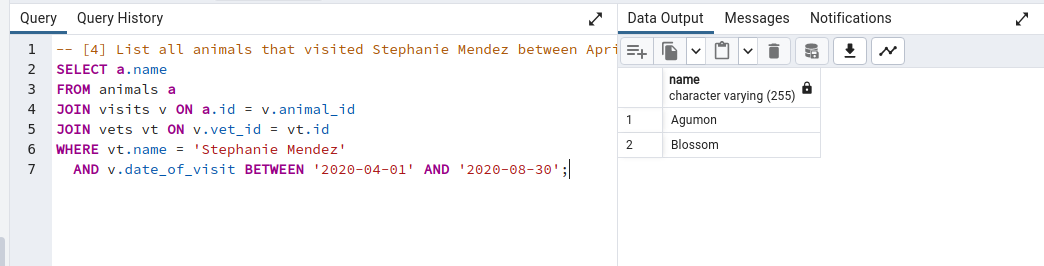 Query Query History
1 -- [4] List all animals that visited Stephanie Mendez between Apri
2 SELECT a.name
3 FROM animals a
4 JOIN visits v ON a.id = v.animal_id
5 JOIN vets vt ON v.vet_id = vt.id
6 WHERE vt.name = 'Stephanie Mendez'
7   AND v.date_of_visit BETWEEN '2020-04-01' AND '2020-08-30';
Data Output Messages Notifications
name
character varying (255)
1 Agumon
2 Blossom